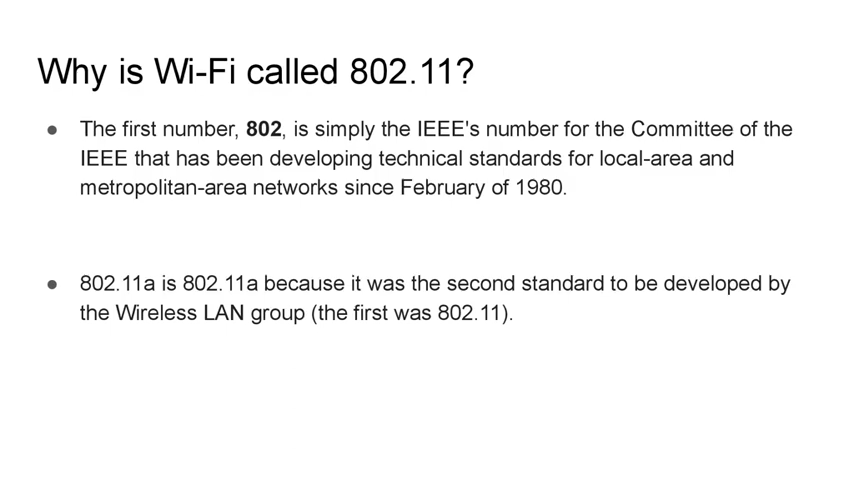 Why is Wi-Fi called 802.11?
● The first number, 802, is simply the IEEE's number for the Committee of the
IEEE that has been developing technical standards for local-area and
metropolitan-area networks since February of 1980.
● 802.11a is 802.11a because it was the second standard to be developed by
the Wireless LAN group (the first was 802.11).